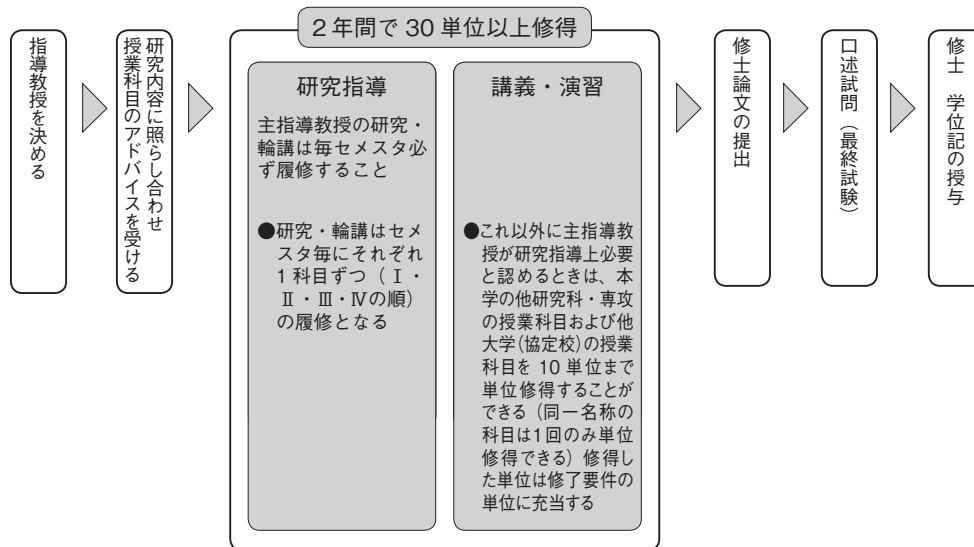 指導教授を決める
研究内容に照らし合わせ
授業科目のアドバイスを受ける
2年間で 30 単位以上修得
研究指導
主指導教授の研究・
輪講は毎セメスタ必
ず履修すること
●研究・輪講はセメ
スタ毎にそれぞれ
1 科目ずつ（Ⅰ・
Ⅱ・Ⅲ・Ⅳの順）
の履修となる
講義・演習
●これ以外に主指導教
授が研究指導上必要
と認めるときは、本
学の他研究科・専攻
の授業科目および他
大学（協定校）の授業
科目を 10 単位まで
単位修得することが
できる（同一名称の
科目は1回のみ単位
修得できる）修得し
た単位は修了要件の
単位に充当する
修士論文の提出
口述試問（最終試験）
修士　学位記の授与